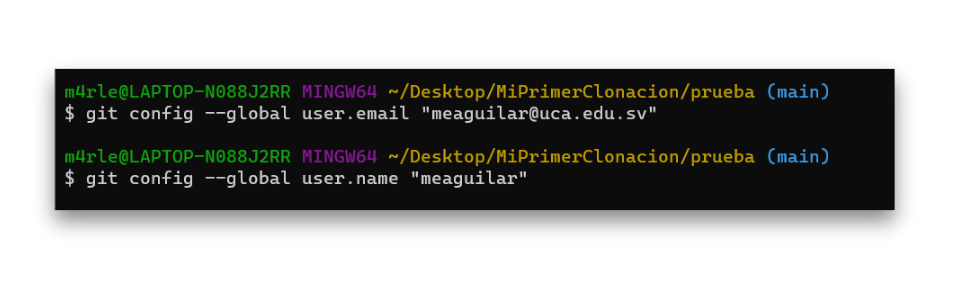 m4rle@LAPTOP-N088J2RR MINGW64 ~/Desktop/MiPrimerClonacion/prueba (main)
$ git config --global user.email "meaguilar@uca.edu.sv"
m4rle@LAPTOP-N088J2RR MINGW64 ~/Desktop/MiPrimerClonacion/prueba (main)
$ git config --global user.name "meaguilar"